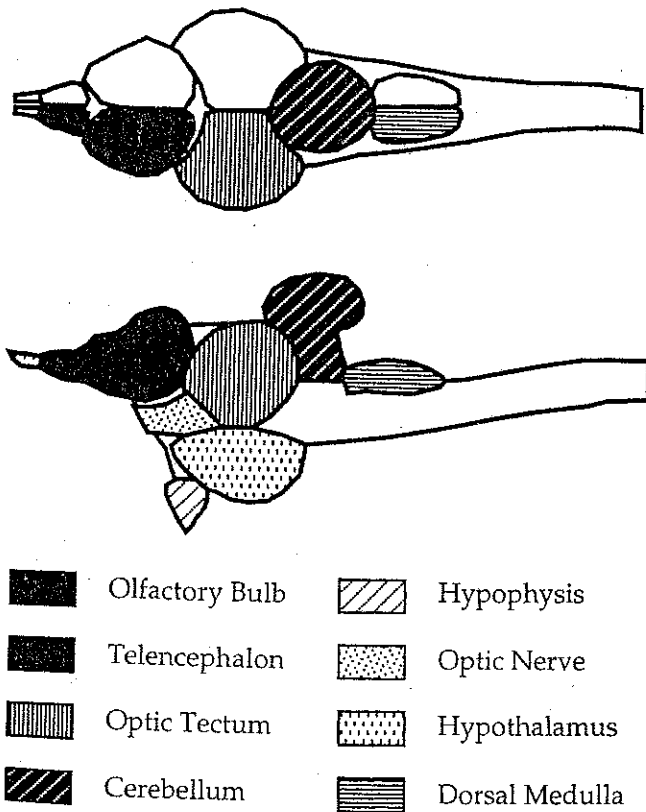 Olfactory Bulb
Telencephalon
Optic Tectum
Cerebellum
Hypophysis
Optic Nerve
Hypothalamus
Dorsal Medulla